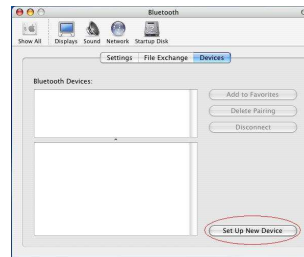 Bluetooth
Show All Displays Sound Network Startup Disk
Settings File Exchange Devices
Bluetooth Devices:
Add to Favorites
Delete Pairing
Disconnect
Set Up New Device